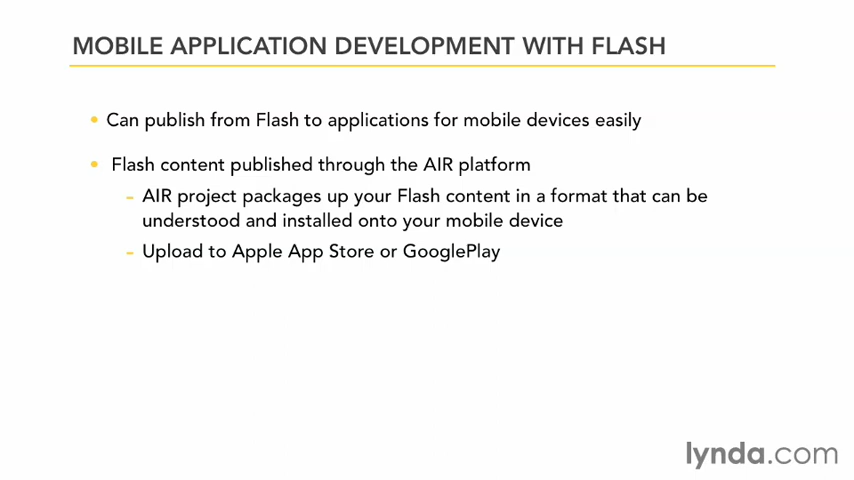 MOBILE APPLICATION DEVELOPMENT WITH FLASH
• Can publish from Flash to applications for mobile devices easily
• Flash content published through the AIR platform
- AIR project packages up your Flash content in a format that can be
understood and installed onto your mobile device
- Upload to Apple App Store or GooglePlay
lynda.com